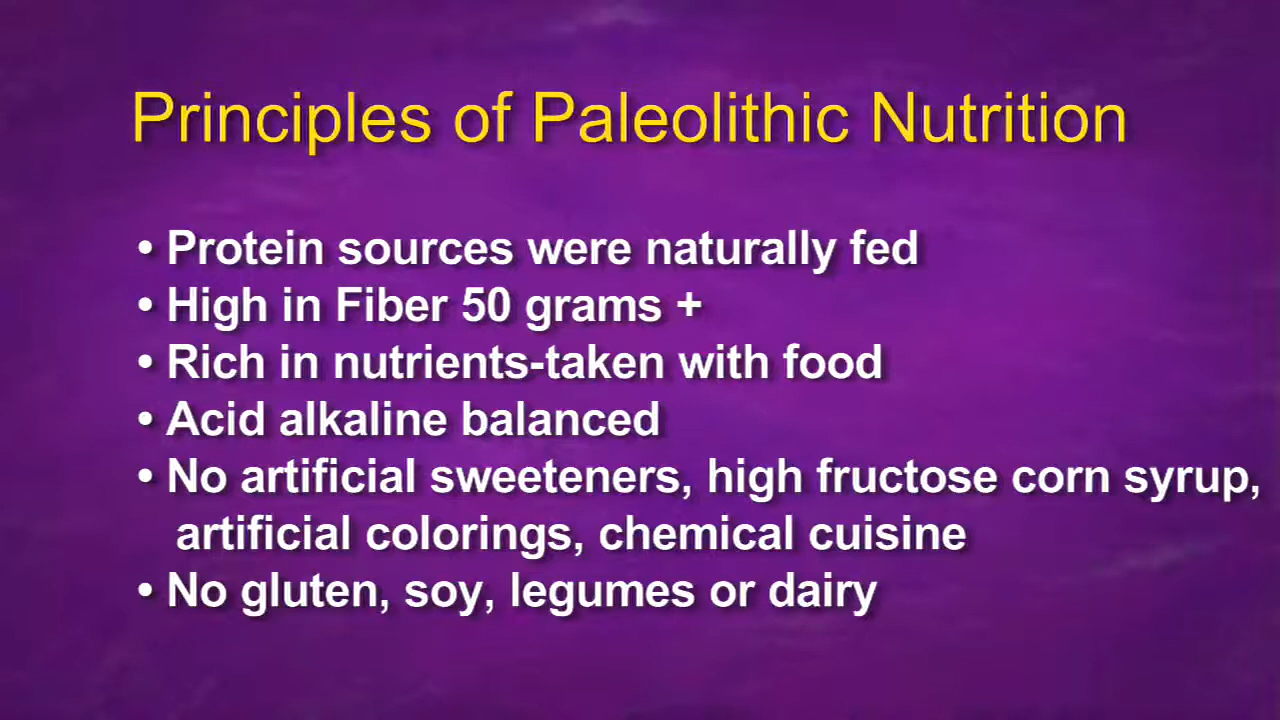 Principles of Paleolithic Nutrition
• Protein sources were naturally fed
• High in Fiber 50 grams +
• Rich in nutrients-taken with food
• Acid alkaline balanced
• No artificial sweeteners, high fructose corn syrup,
artificial colorings, chemical cuisine
• No gluten, soy, legumes or dairy